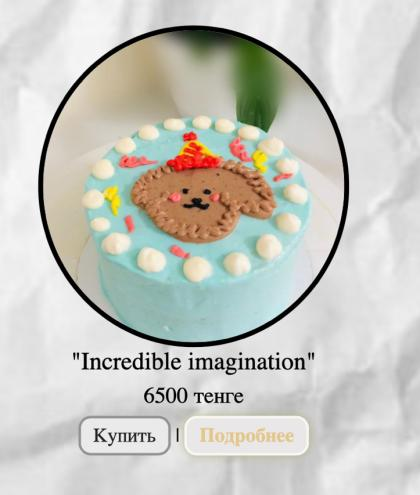 "Incredible imagination"
6500 тенге
Купить | Подробнее